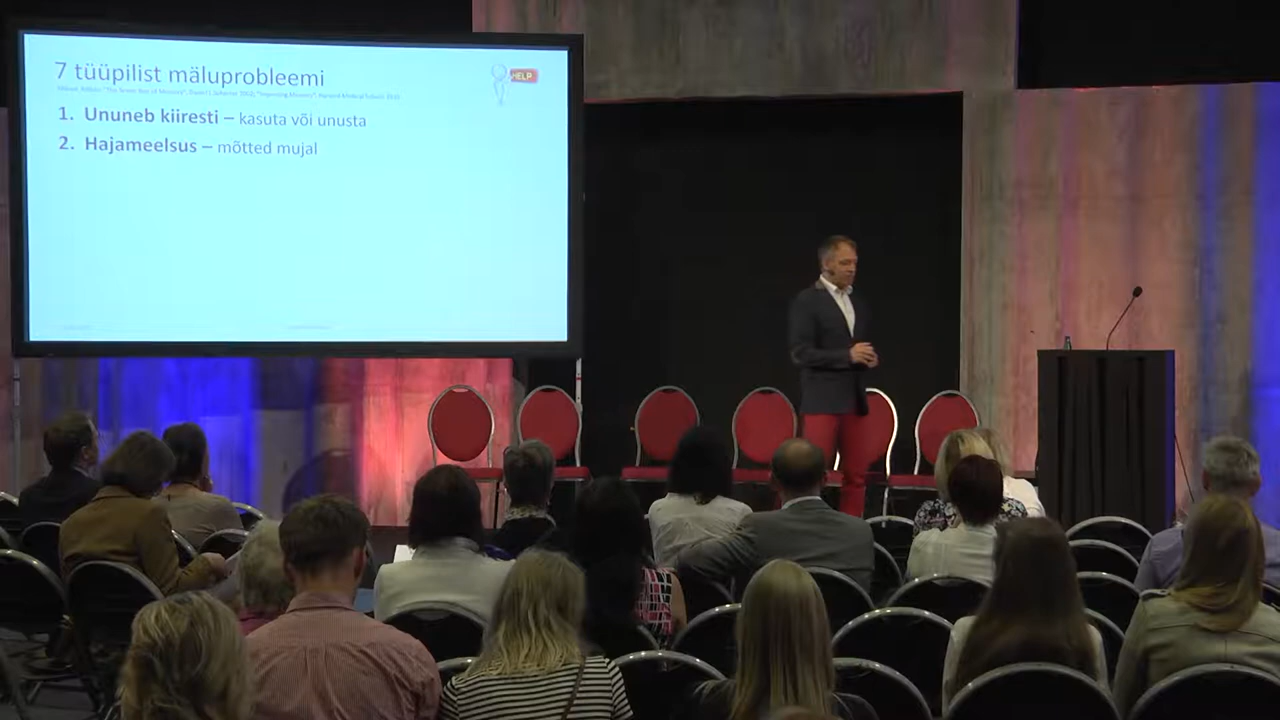 7 tüüpilist mäluprobleemi
HELP
1. Ununeb kiiresti – kasuta või unusta
2. Hajameelsus – mõtted mujal